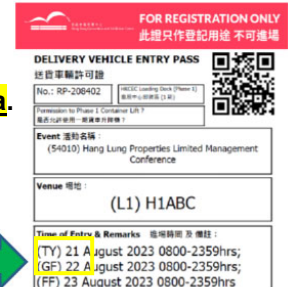 FOR REGISTRATION ONLY
此證只作登記用途 不可進場
DELIVERY VEHICLE ENTRY PASS
送貨車輛許可證
No.: RP-208402
HKCEC Loading Dock (Phase 1)
a.
Permission to Phase 1 Container Lift ?
Event 活動名稱 :
(54010) Hang Lung Properties Limited Management
Conference
Venue 場地 :
(L1) H1ABC
Time of Entry & Remarks 進場時間 及 備註 :
(TY) 21 August 2023 0800-2359hrs;
(GF) 22 August 2023 0800-2359hrs;
(FF) 23 August 2023 0800-2359hrs